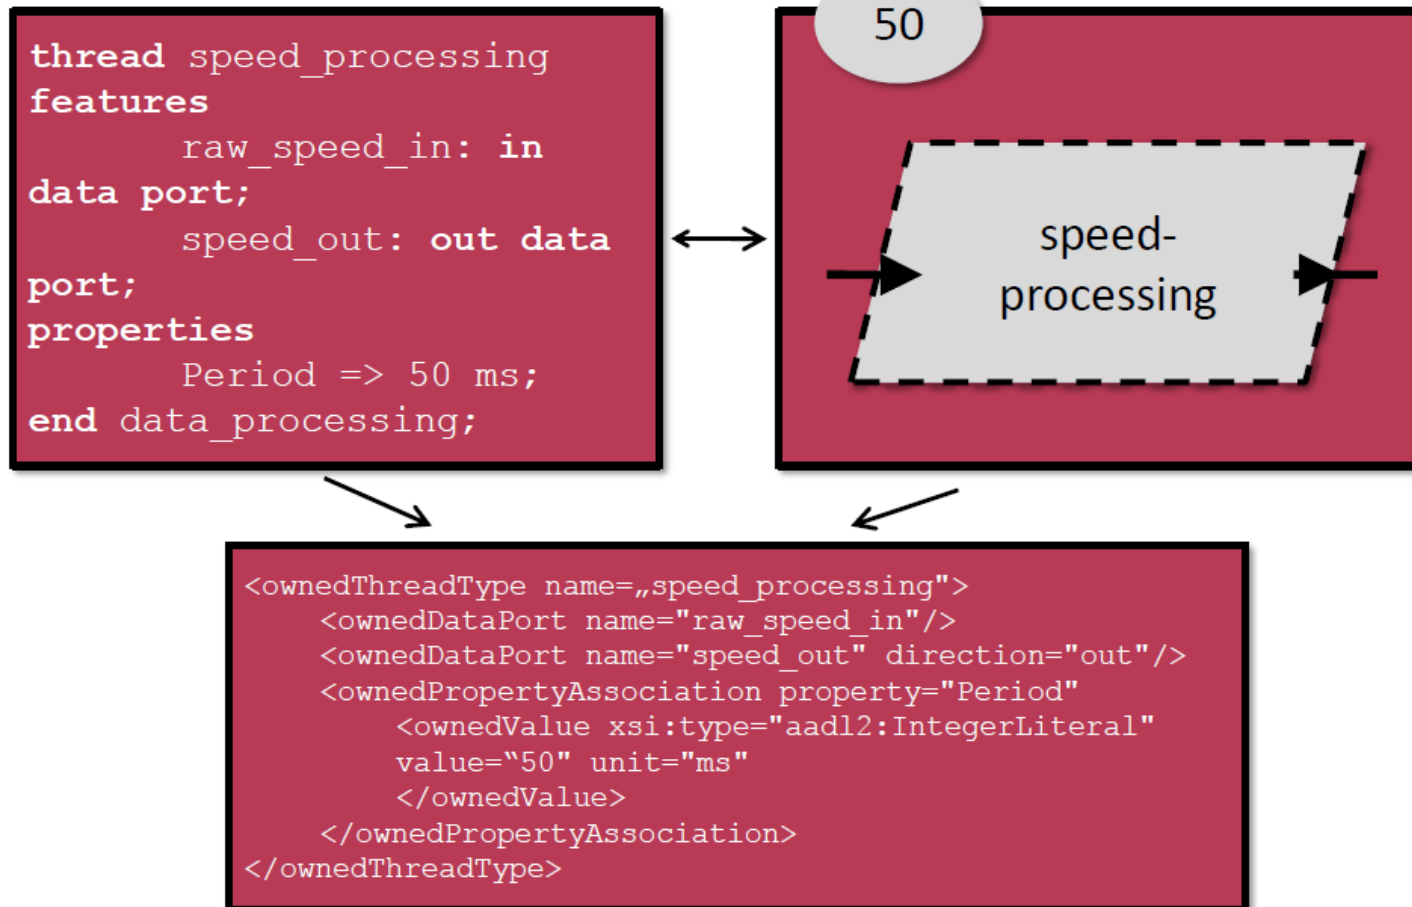 thread speed_processing
features
raw_speed_in: in
data port;
speed_out: out data
port;
properties
Period => 50 ms;
end data_processing;
50
speed-
processing
<ownedThreadType name=„speed_processing">
<ownedDataPort name="raw_speed_in"/>
<ownedDataPort name="speed_out" direction="out"/>
<ownedPropertyAssociation property="Period"
<ownedValue xsi:type="aadl2:IntegerLiteral"
value=“50" unit="ms"
</ownedValue>
</ownedPropertyAssociation>
</ownedThreadType>